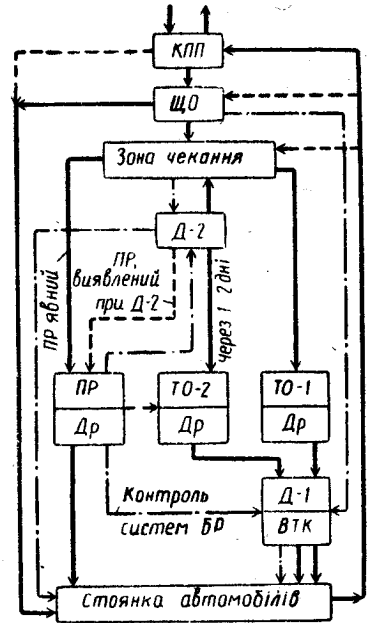 КПП
ЩО
Зона чекання
Д-2
ПР явний
ПР,
виявлений
при Д-2
через 1 2 дні
ПР
Др
ТО-2
Др
ТО-1
Др
Д-1
ВТК
Контроль
систем БР
Стоянка автомобілів